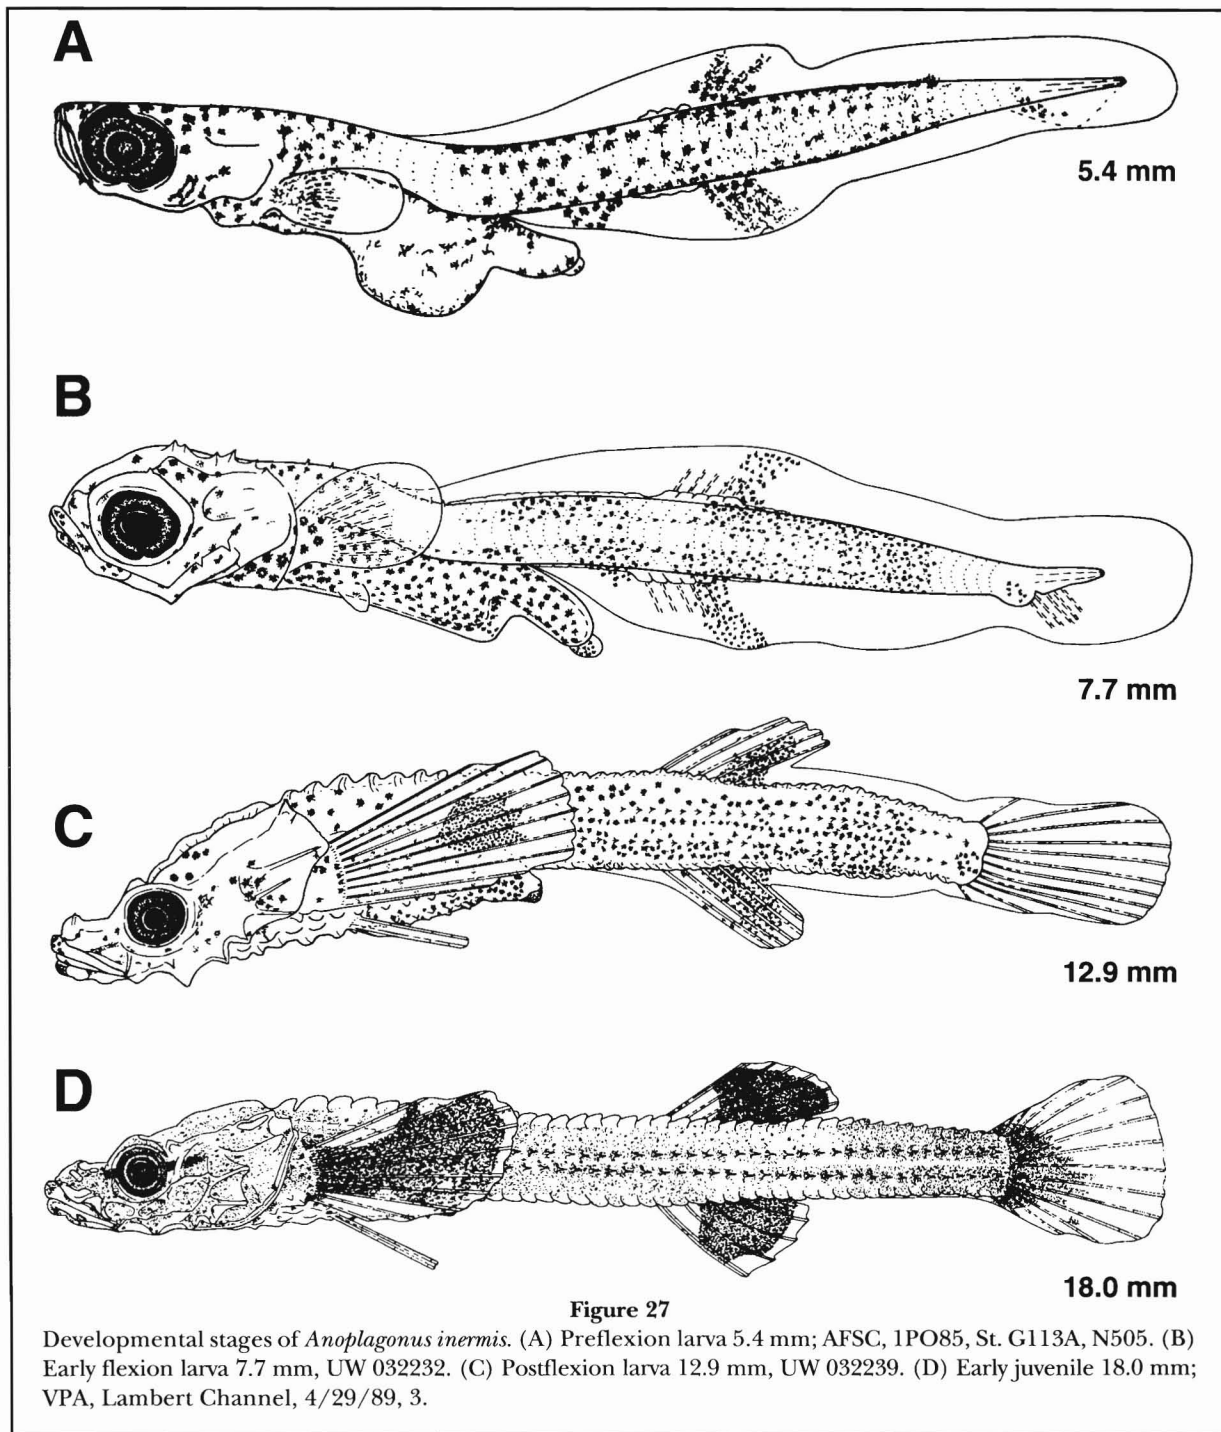 A
5.4 mm
B
7.7 mm
C
12.9 mm
D
18.0 mm
Figure 27
Developmental stages of Anoplagonus inermis. (A) Preflexion larva 5.4 mm; AFSC, 1PO85, St. G113A, N505. (B)
Early flexion larva 7.7 mm, UW 032232. (C) Postflexion larva 12.9 mm, UW 032239. (D) Early juvenile 18.0 mm;
VPA, Lambert Channel, 4/29/89, 3.